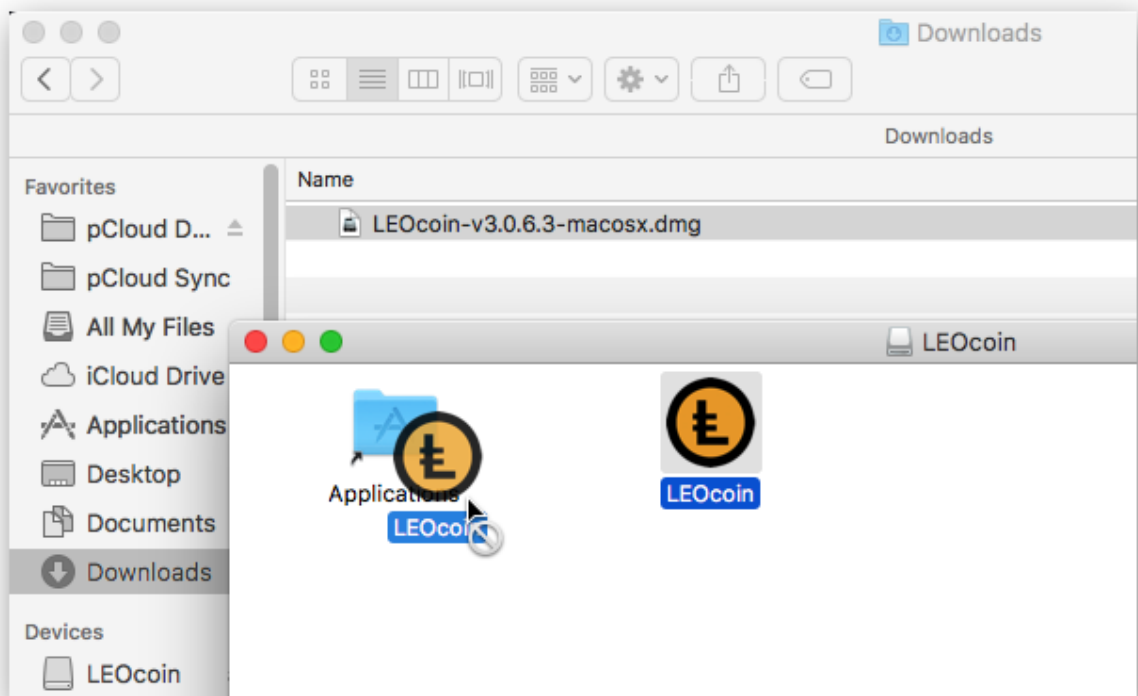 Downloads
Downloads
Favorites
Name
pCloud D...
LEOcoin-v3.0.6.3-macosx.dmg
pCloud Sync
All My Files
LEOcoin
iCloud Drive
Applications
Desktop
Applications
LEOcoin
LEOcoin
Documents
Downloads
Devices
LEOcoin